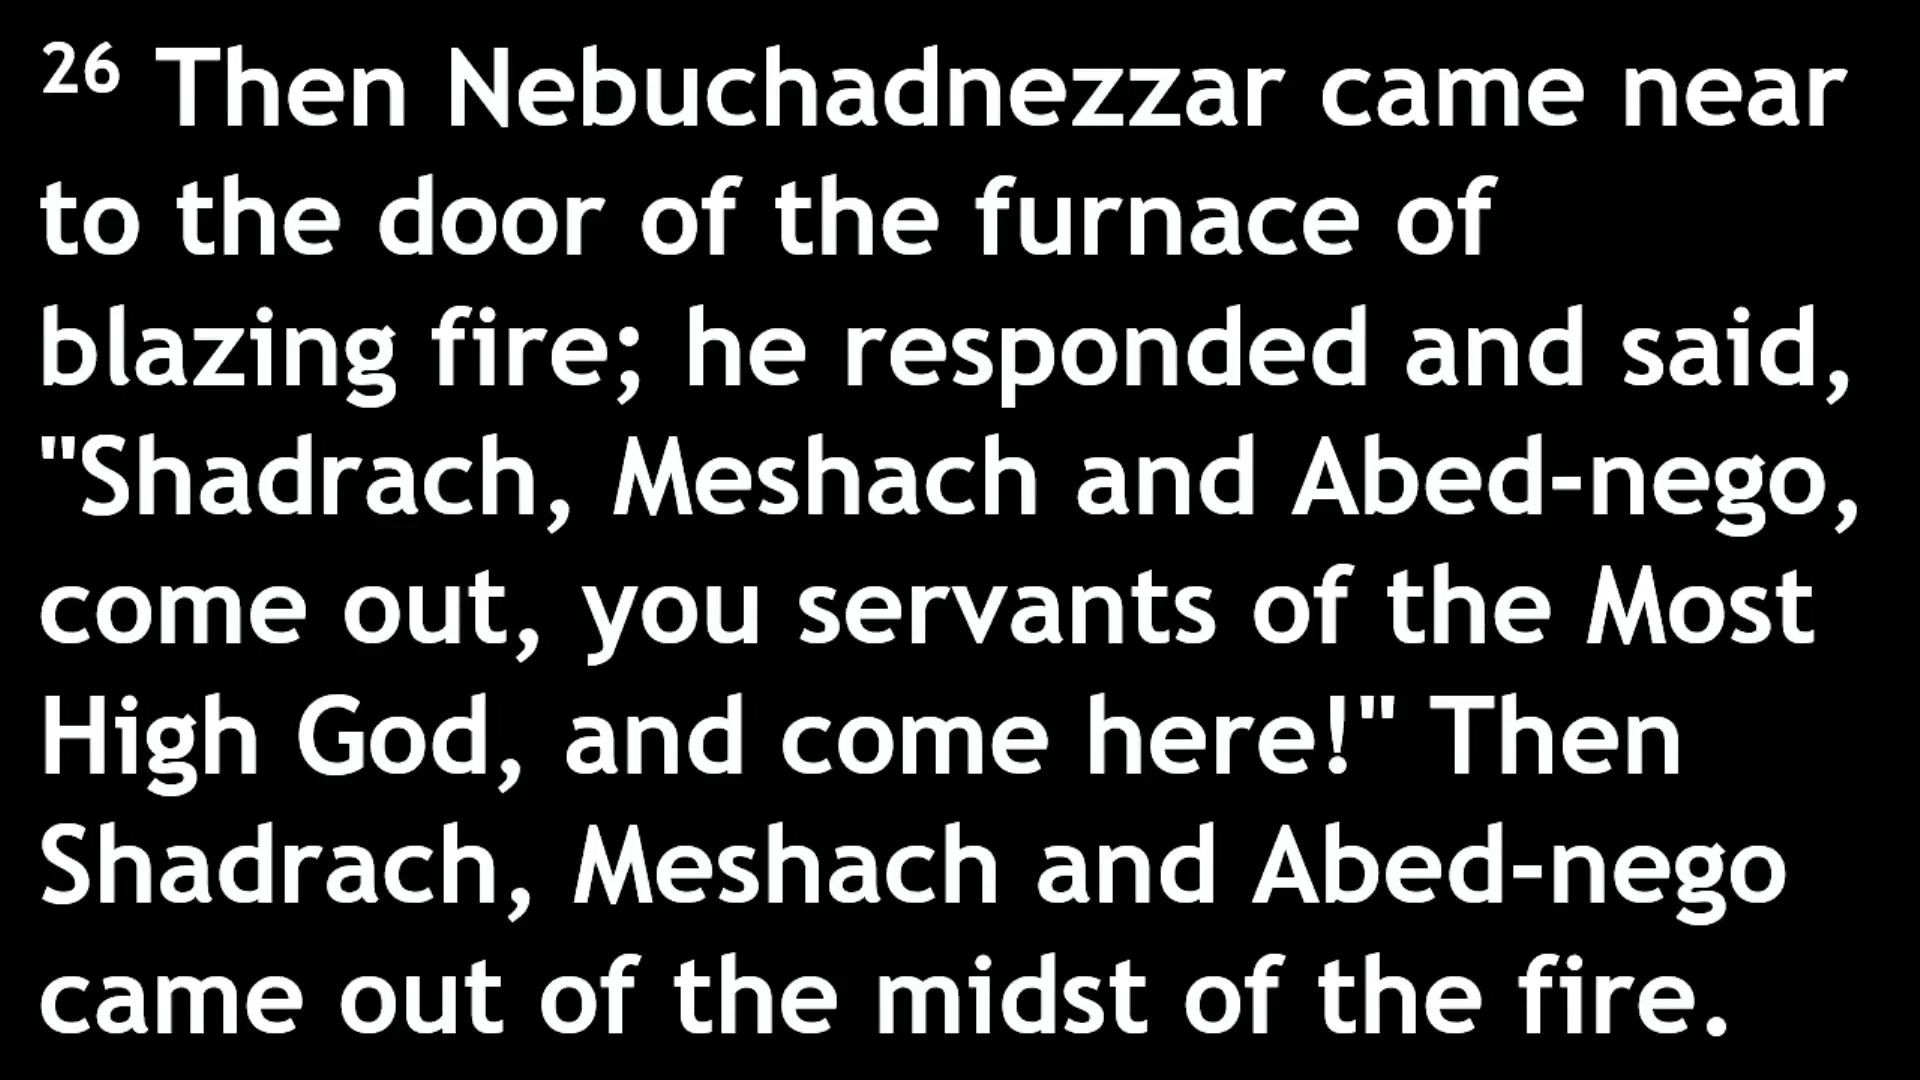 26 Then Nebuchadnezzar came near
to the door of the furnace of
blazing fire; he responded and said,
"Shadrach, Meshach and Abed-nego,
come out, you servants of the Most
High God, and come here!" Then
Shadrach, Meshach and Abed-nego
came out of the midst of the fire.